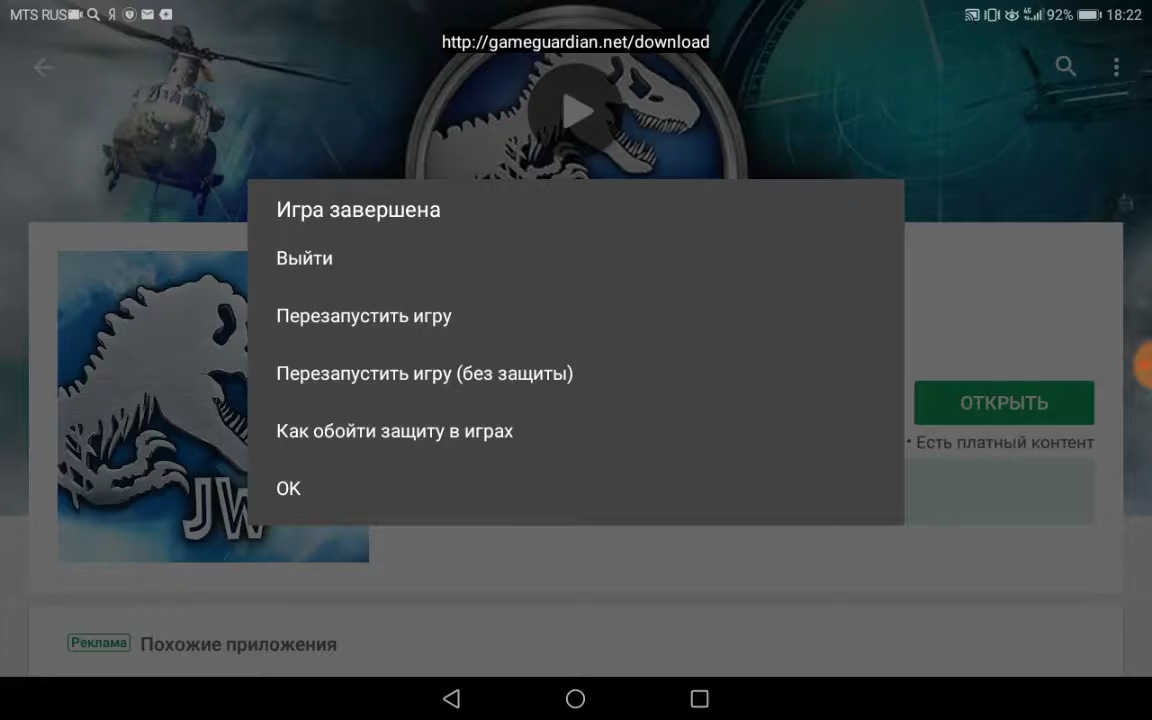 MTS RUS
92% 18:22
http://gameguardian.net/download
Игра завершена
Выйти
Перезапустить игру
Перезапустить игру (без защиты)
Как обойти защиту в играх
OK
ОТКРЫТЬ
• Есть платный контент
JW
Реклама Похожие приложения